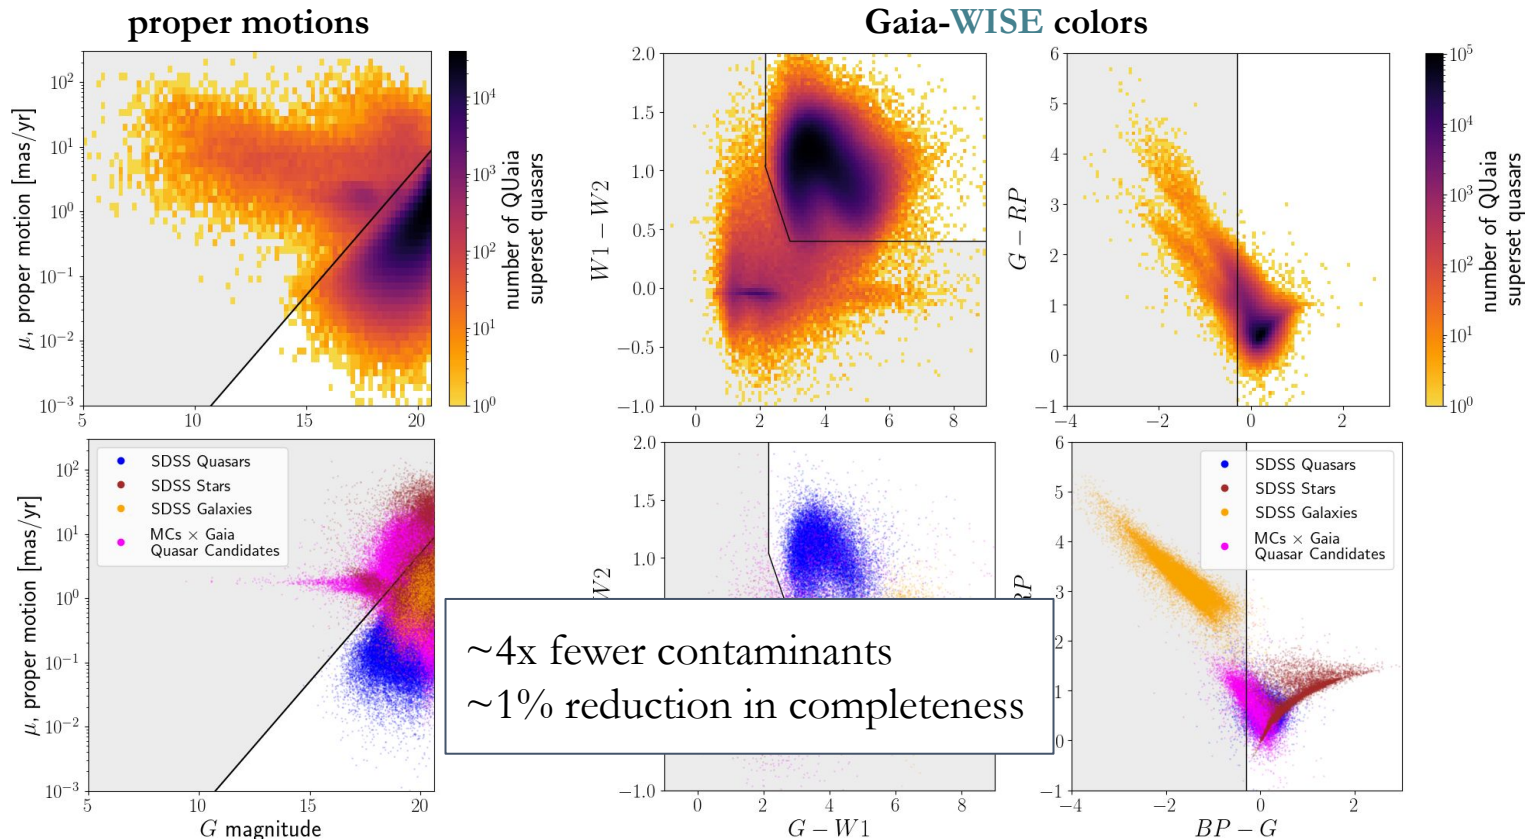 proper motions
Gaia-WISE colors
10²
10¹
10⁰
10⁻¹
10⁻²
10⁻³
μ, proper motion [mas/yr]
5
10
15
20
10⁴
10³
10²
10¹
10⁰
number of QUaia
superset quasars
2.0
1.5
1.0
0.5
0.0
−0.5
−1.0
W1 − W2
0
2
4
6
8
6
5
4
3
2
1
0
−1
G − RP
−4
−2
0
2
10⁵
10⁴
10³
10²
10¹
10⁰
number of QUaia
superset quasars
SDSS Quasars
SDSS Stars
SDSS Galaxies
MCs × Gaia
Quasar Candidates
10²
10¹
10⁰
10⁻¹
10⁻²
10⁻³
μ, proper motion [mas/yr]
5
10
15
20
G magnitude
2.0
1.5
1.0
−1.0
W2
0
2
4
6
8
G − W1
~4x fewer contaminants
~1% reduction in completeness
SDSS Quasars
SDSS Stars
SDSS Galaxies
MCs × Gaia
Quasar Candidates
6
5
4
3
2
1
0
−1
RP
−4
−2
0
2
BP − G